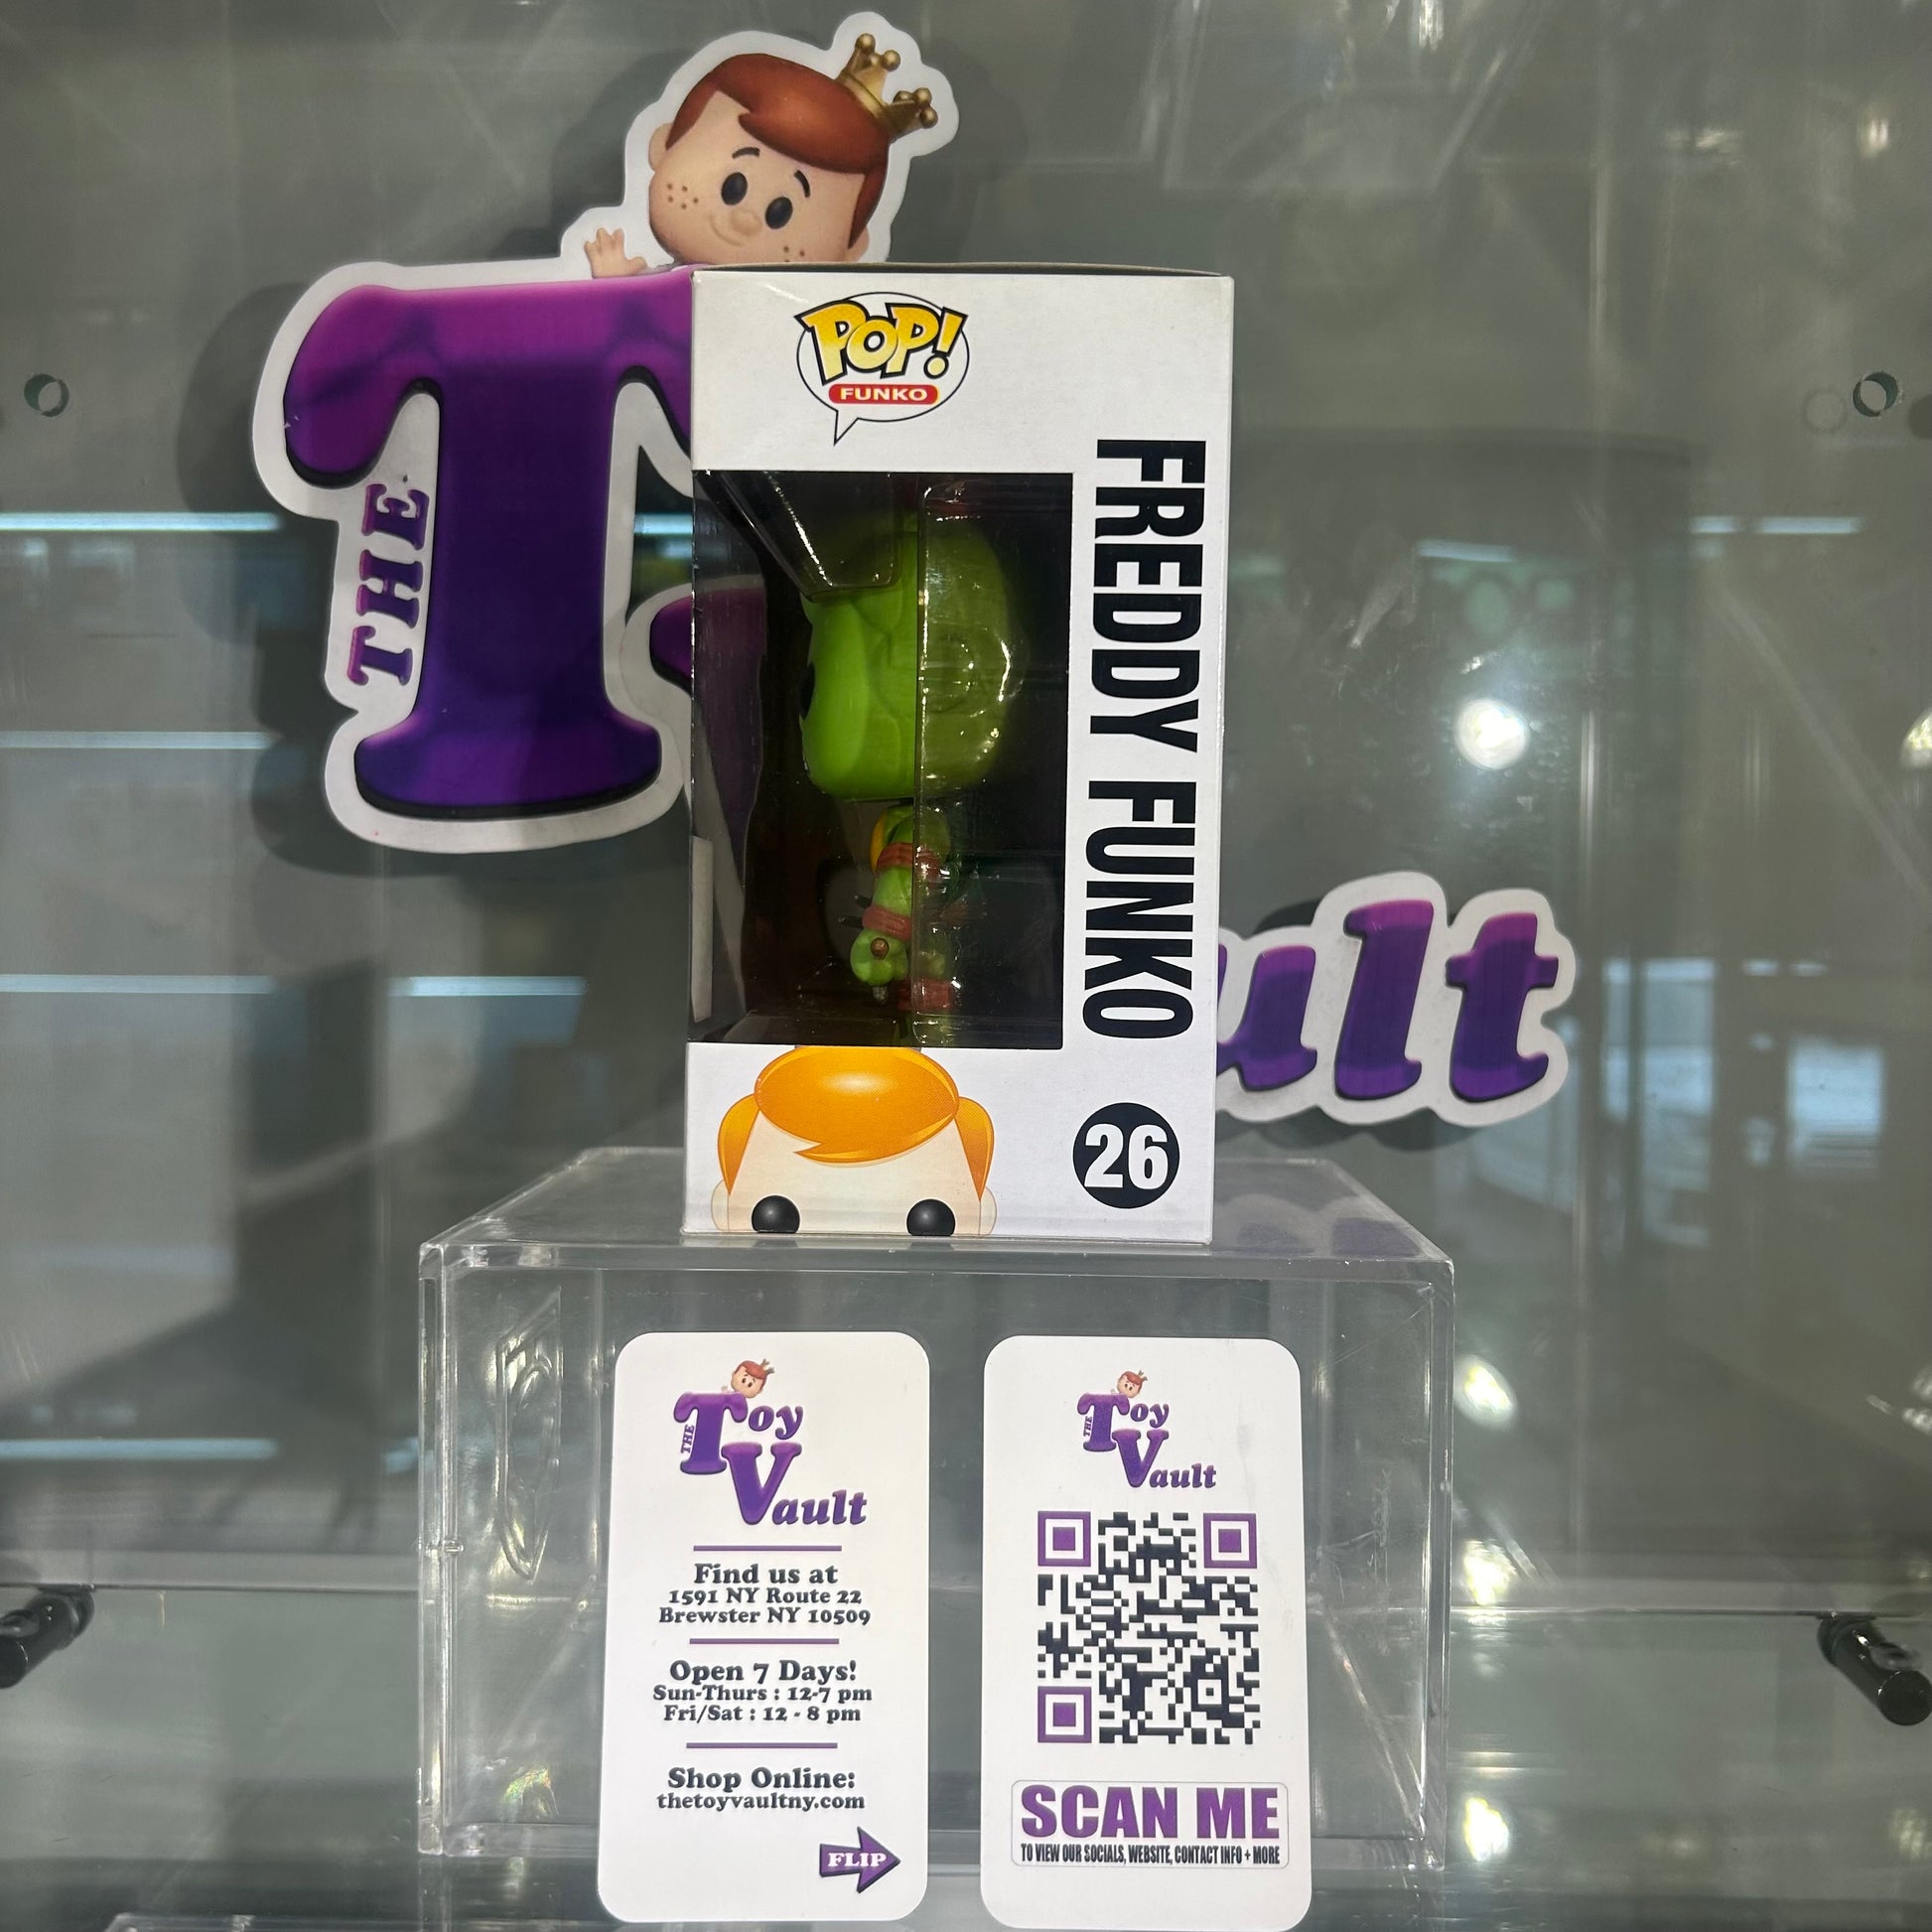 THE
T
ult
POP!
FUNKO
FREDDY FUNKO
26
THE Toy
Vault
Find us at
1591 NY Route 22
Brewster NY 10509
Open 7 Days!
Sun-Thurs : 12-7 pm
Fri/Sat : 12 - 8 pm
Shop Online:
thetoyvaultny.com
FLIP
THE Toy
Vault
SCAN ME
TO VIEW OUR SOCIALS, WEBSITE, CONTACT INFO + MORE